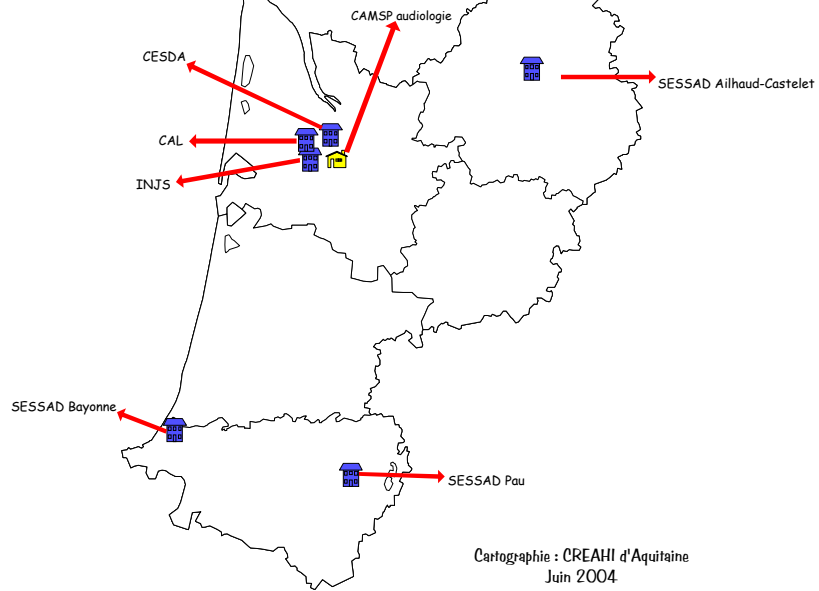 CAMSP audiologie
CESDA
SESSAD Ailhaud-Castelet
CAL
INJS
SESSAD Bayonne
SESSAD Pau
Cartographie : CREAHI d'Aquitaine
Juin 2004